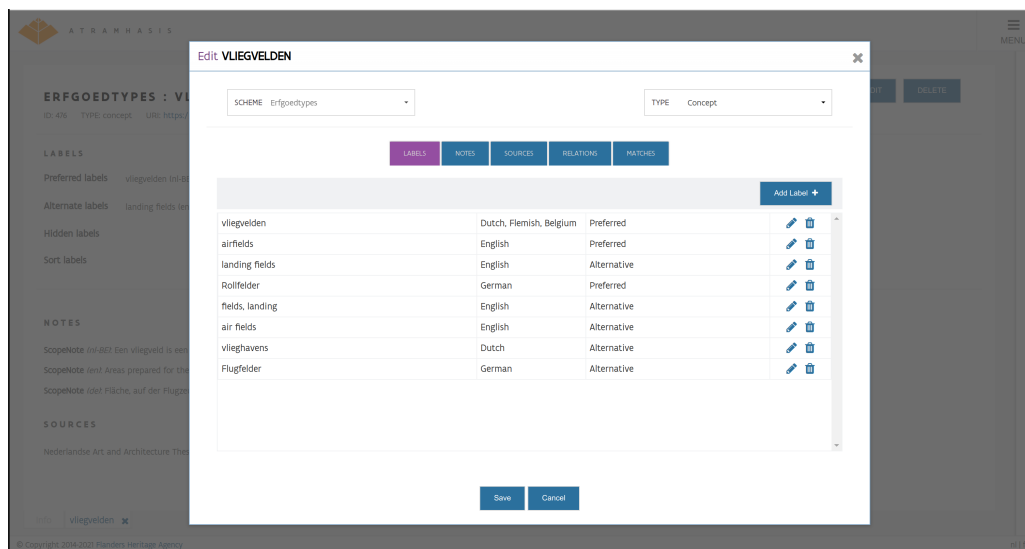 ATRAMHASIS
MENU
Edit VLIEGVELDEN
SCHEME Erfgoedtypes
TYPE Concept
ERFGOEDTYPES : VL
DELETE
ID: 476 TYPE: concept URI: https:/
LABELS NOTES SOURCES RELATIONS MATCHES
LABELS
Preferred labels vliegvelden
Add Label +
Alternate labels landing fields
Hidden labels
Sort labels
vliegvelden Dutch, Flemish, Belgium Preferred
airfields English Preferred
landing fields English Alternative
Rollfelder German Preferred
fields, landing English Alternative
air fields English Alternative
vlieghavens Dutch Alternative
Flugfelder German Alternative
NOTES
ScopeNote (nl-BE): Een vliegveld is een
ScopeNote (en): Areas prepared for the
ScopeNote (de): Fläche, auf der Flugze
SOURCES
Nederlandse Art and Architecture Thes
Save Cancel
vliegvelden
© Copyright 2014-2021 Flanders Heritage Agency